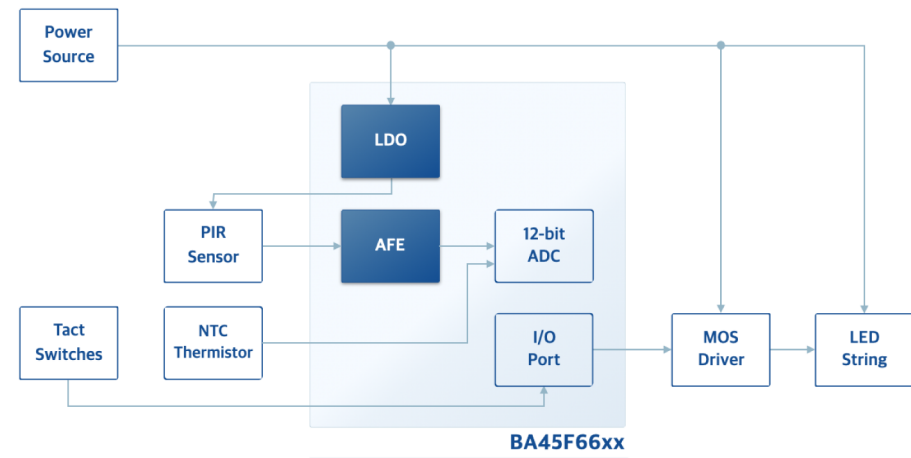 Power
Source
LDO
PIR
Sensor
AFE
12-bit
ADC
Tact
Switches
NTC
Thermistor
I/O
Port
MOS
Driver
LED
String
BA45F66xx